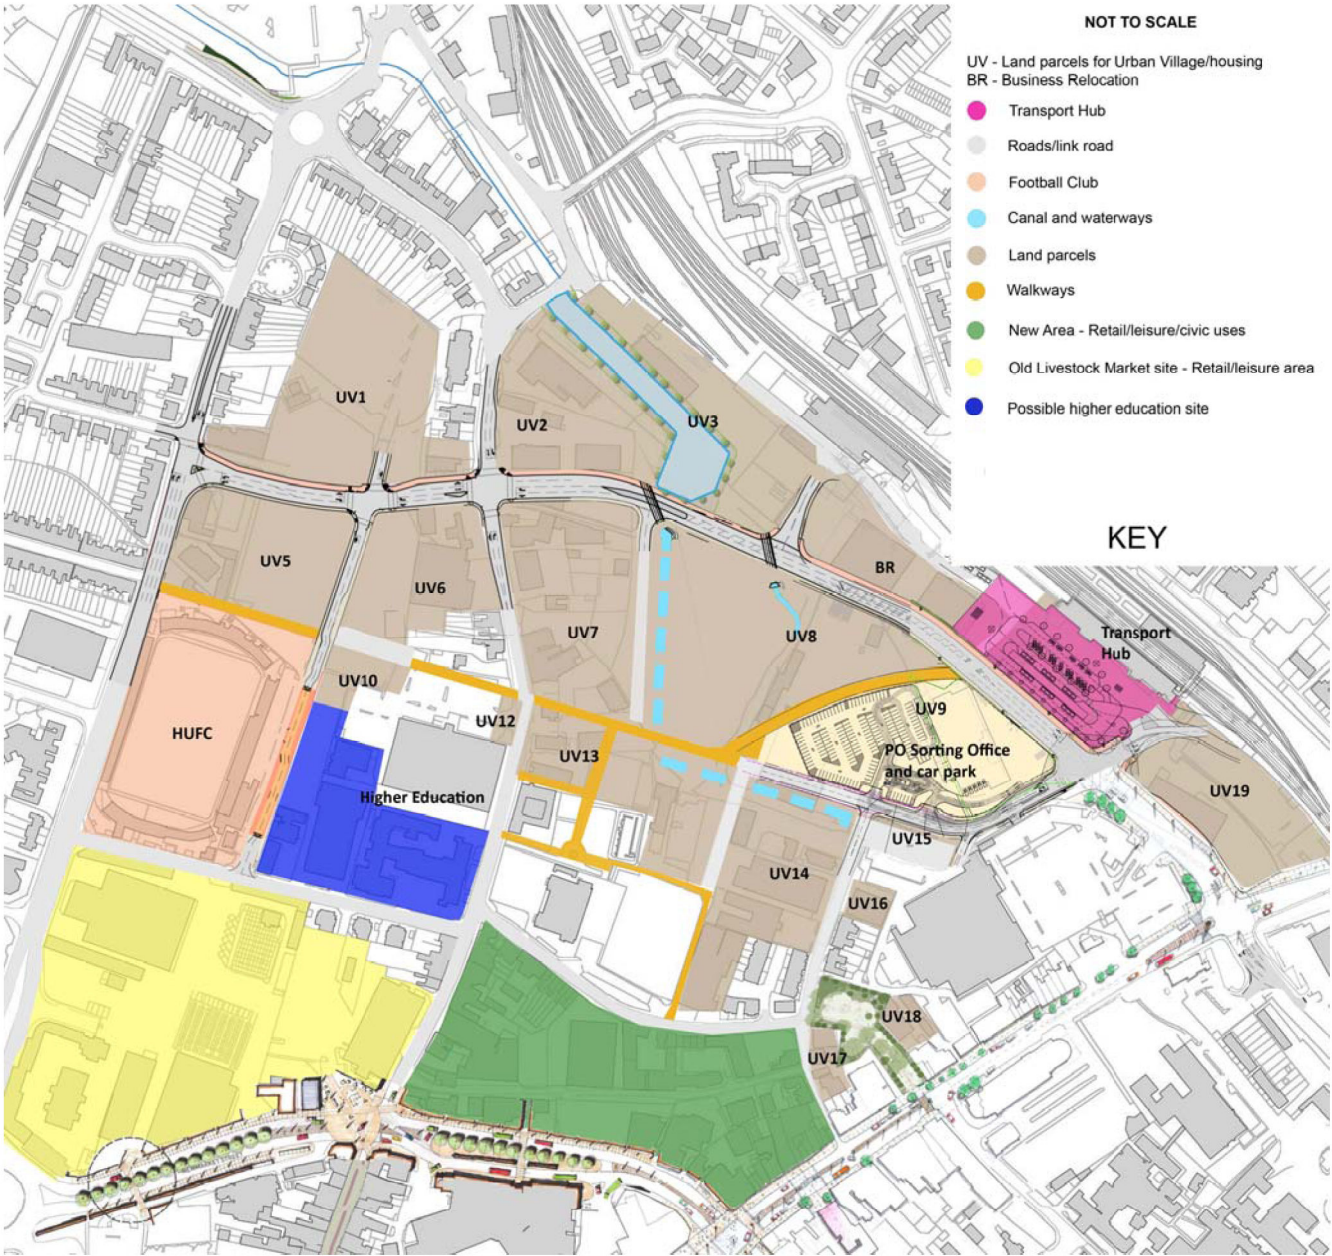 NOT TO SCALE
UV - Land parcels for Urban Village/housing
BR - Business Relocation
Transport Hub
Roads/link road
Football Club
Canal and waterways
Land parcels
Walkways
New Area - Retail/leisure/civic uses
Old Livestock Market site - Retail/leisure area
Possible higher education site
KEY
UV1
UV2
UV3
UV5
UV6
UV7
UV8
BR
Transport
Hub
UV10
UV12
UV13
UV9
PO Sorting Office
and car park
HUFC
Higher Education
UV19
UV15
UV14
UV16
UV18
UV17